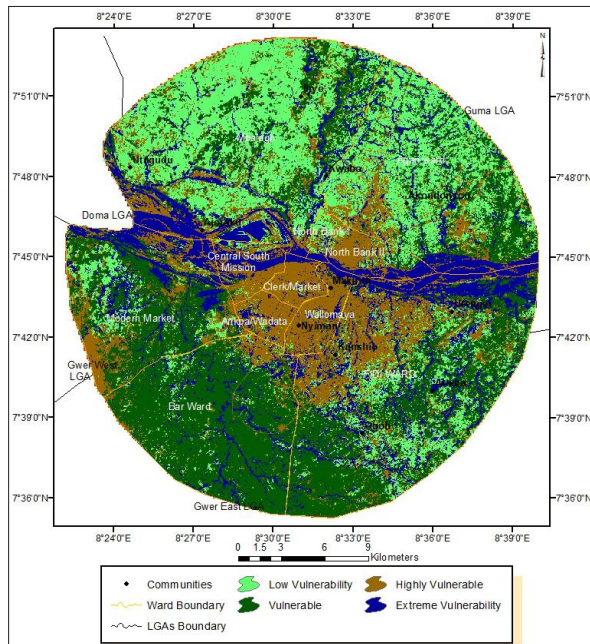 8°24'0"E 8°27'0"E 8°30'0"E 8°33'0"E 8°36'0"E 8°39'0"E
N
7°51'0"N 7°51'0"N
Guma LGA
Ntugudu
7°48'0"N 7°48'0"N
Doma LGA
North Bank
North Bank II
Central South
Mission
7°45'0"N 7°45'0"N
Clerk/Market
Modern Market
Wailomaya
Ankpa/Wadata
Nyiman
7°42'0"N 7°42'0"N
Kanshio
Gwer West
LGA
7°39'0"N 7°39'0"N
Bar Ward
7°36'0"N 7°36'0"N
Gwer East LGA
8°24'0"E 8°27'0"E 8°30'0"E 8°33'0"E 8°36'0"E 8°39'0"E
0 1.5 3 6 9
Kilometers
Communities Low Vulnerability Highly Vulnerable
Ward Boundary Vulnerable Extreme Vulnerability
LGAs Boundary